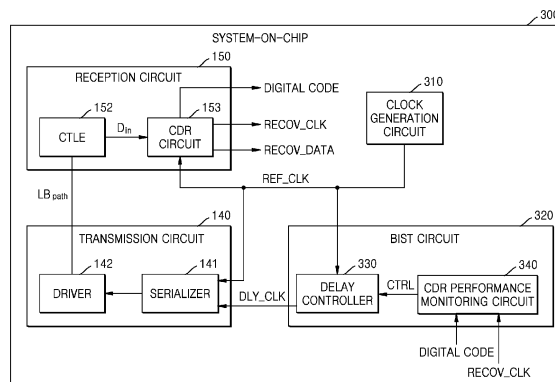 300
SYSTEM-ON-CHIP
150
RECEPTION CIRCUIT
152
CTLE
Din
153
CDR
CIRCUIT
DIGITAL CODE
RECOV_CLK
RECOV_DATA
310
CLOCK
GENERATION
CIRCUIT
LBpath
REF_CLK
140
TRANSMISSION CIRCUIT
142
DRIVER
141
SERIALIZER
DLY_CLK
320
BIST CIRCUIT
330
DELAY
CONTROLLER
CTRL
340
CDR PERFORMANCE
MONITORING CIRCUIT
DIGITAL CODE
RECOV_CLK